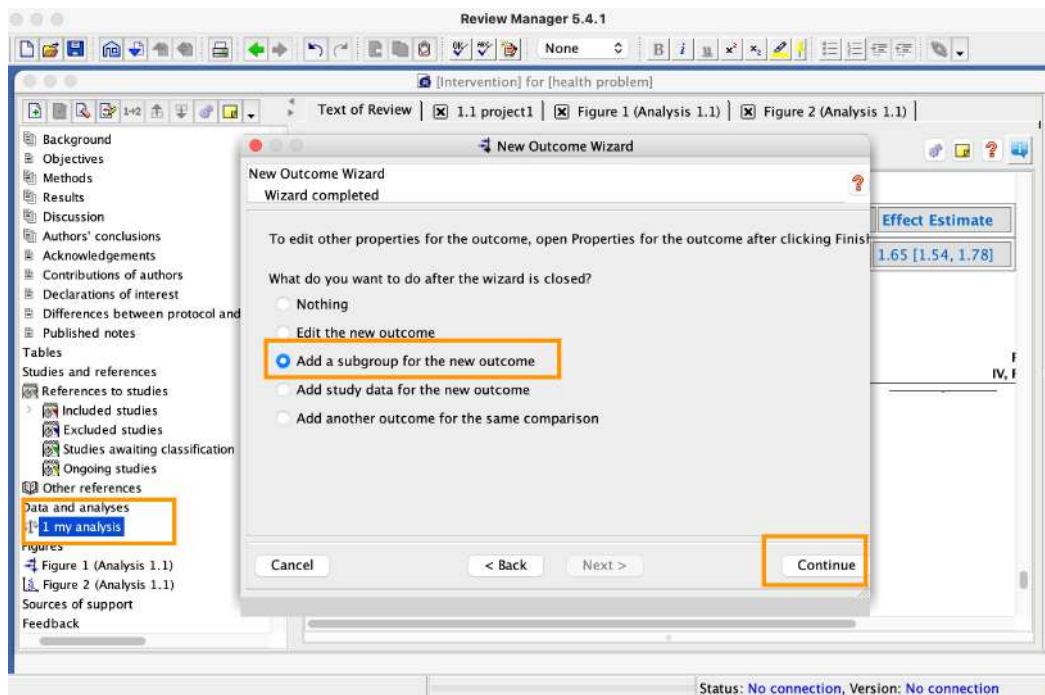 Review Manager 5.4.1
None
B i u x² x₂
[Intervention] for [health problem]
Text of Review 1.1 project1 Figure 1 (Analysis 1.1) Figure 2 (Analysis 1.1)
Background
Objectives
Methods
Results
Discussion
Authors' conclusions
Acknowledgements
Contributions of authors
Declarations of interest
Differences between protocol and
Published notes
Tables
Studies and references
References to studies
Included studies
Excluded studies
Studies awaiting classification
Ongoing studies
Other references
Data and analyses
1 my analysis
Figures
Figure 1 (Analysis 1.1)
Figure 2 (Analysis 1.1)
Sources of support
Feedback
New Outcome Wizard
New Outcome Wizard
Wizard completed
To edit other properties for the outcome, open Properties for the outcome after clicking Finish
What do you want to do after the wizard is closed?
Nothing
Edit the new outcome
Add a subgroup for the new outcome
Add study data for the new outcome
Add another outcome for the same comparison
Cancel
< Back
Next >
Continue
Effect Estimate
1.65 [1.54, 1.78]
Status: No connection, Version: No connection